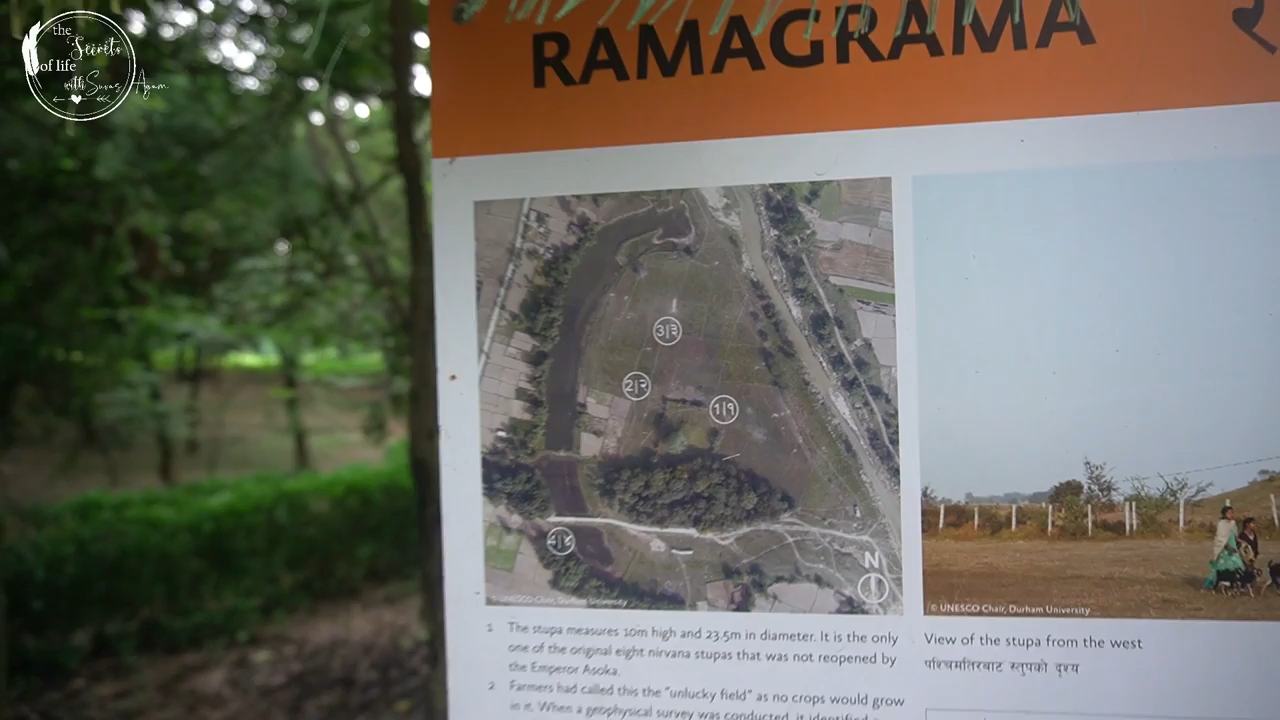 the
Secrets
of life
with Suvas Agam
RAMAGRAMA
3|३
2|२
1|१
N
© UNESCO Chair, Durham University
© UNESCO Chair, Durham University
1 The stupa measures 10m high and 23.5m in diameter. It is the only
one of the original eight nirvana stupas that was not reopened by
the Emperor Asoka.
2 Farmers had called this the "unlucky field" as no crops would grow
in it. When a geophysical survey was conducted, it identified
View of the stupa from the west
पश्चिमतिरबाट स्तुपको दृश्य